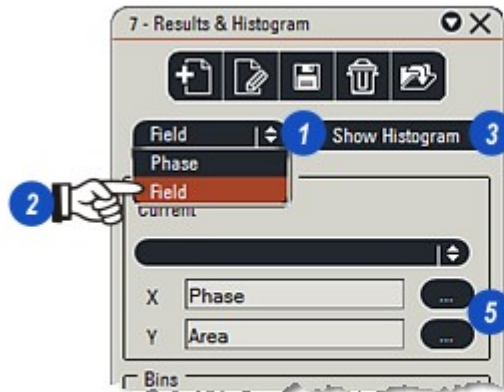 7 - Results & Histogram
Field 1 Show Histogram 3
Phase
2 Field
Current
X Phase ...
5
Y Area ...
Bins